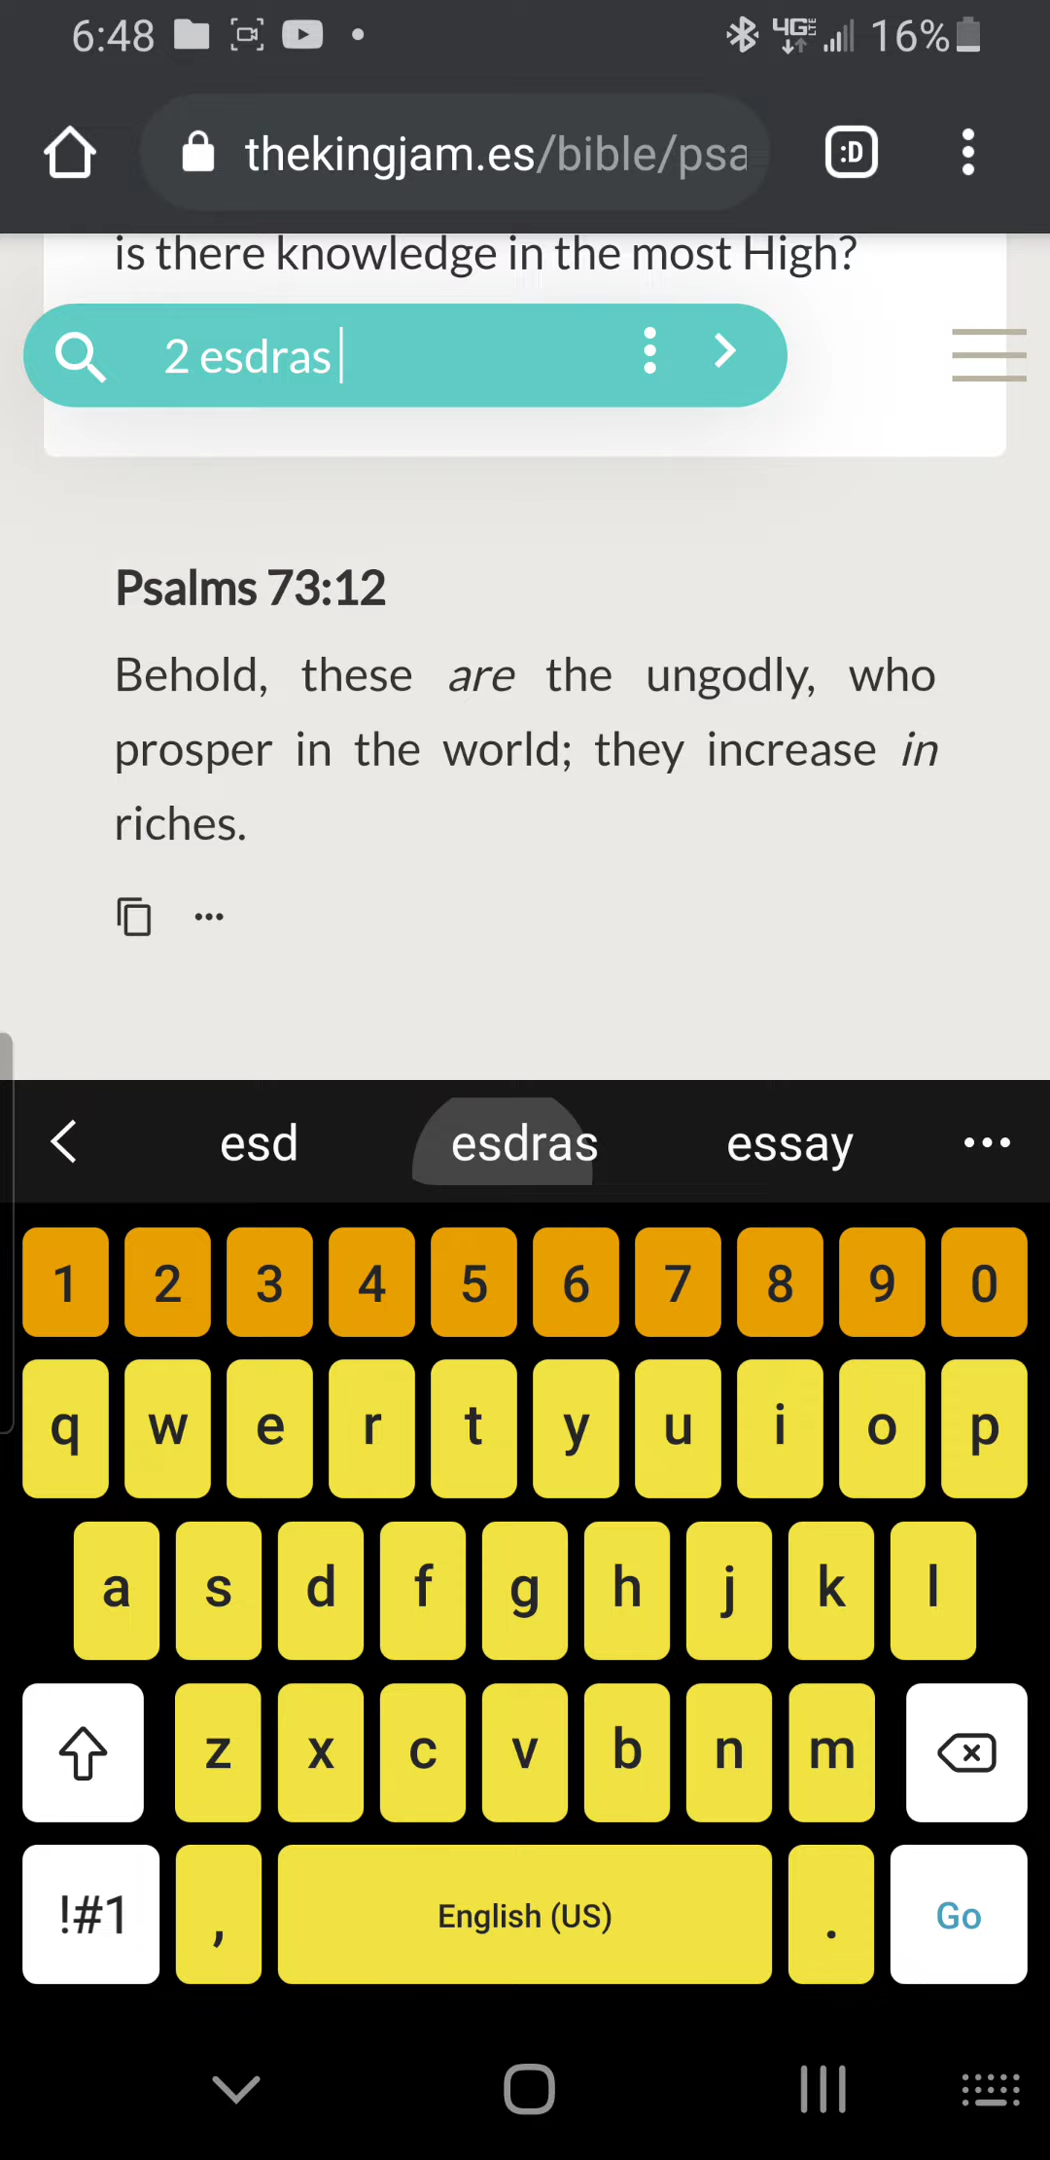 6:48 16%
thekingjam.es/bible/psa :D
is there knowledge in the most High?
2 esdras
Psalms 73:12
Behold, these are the ungodly, who
prosper in the world; they increase in
riches.
esd esdras essay
1 2 3 4 5 6 7 8 9 0
q w e r t y u i o p
a s d f g h j k l
z x c v b n m
!#1 , English (US) . Go